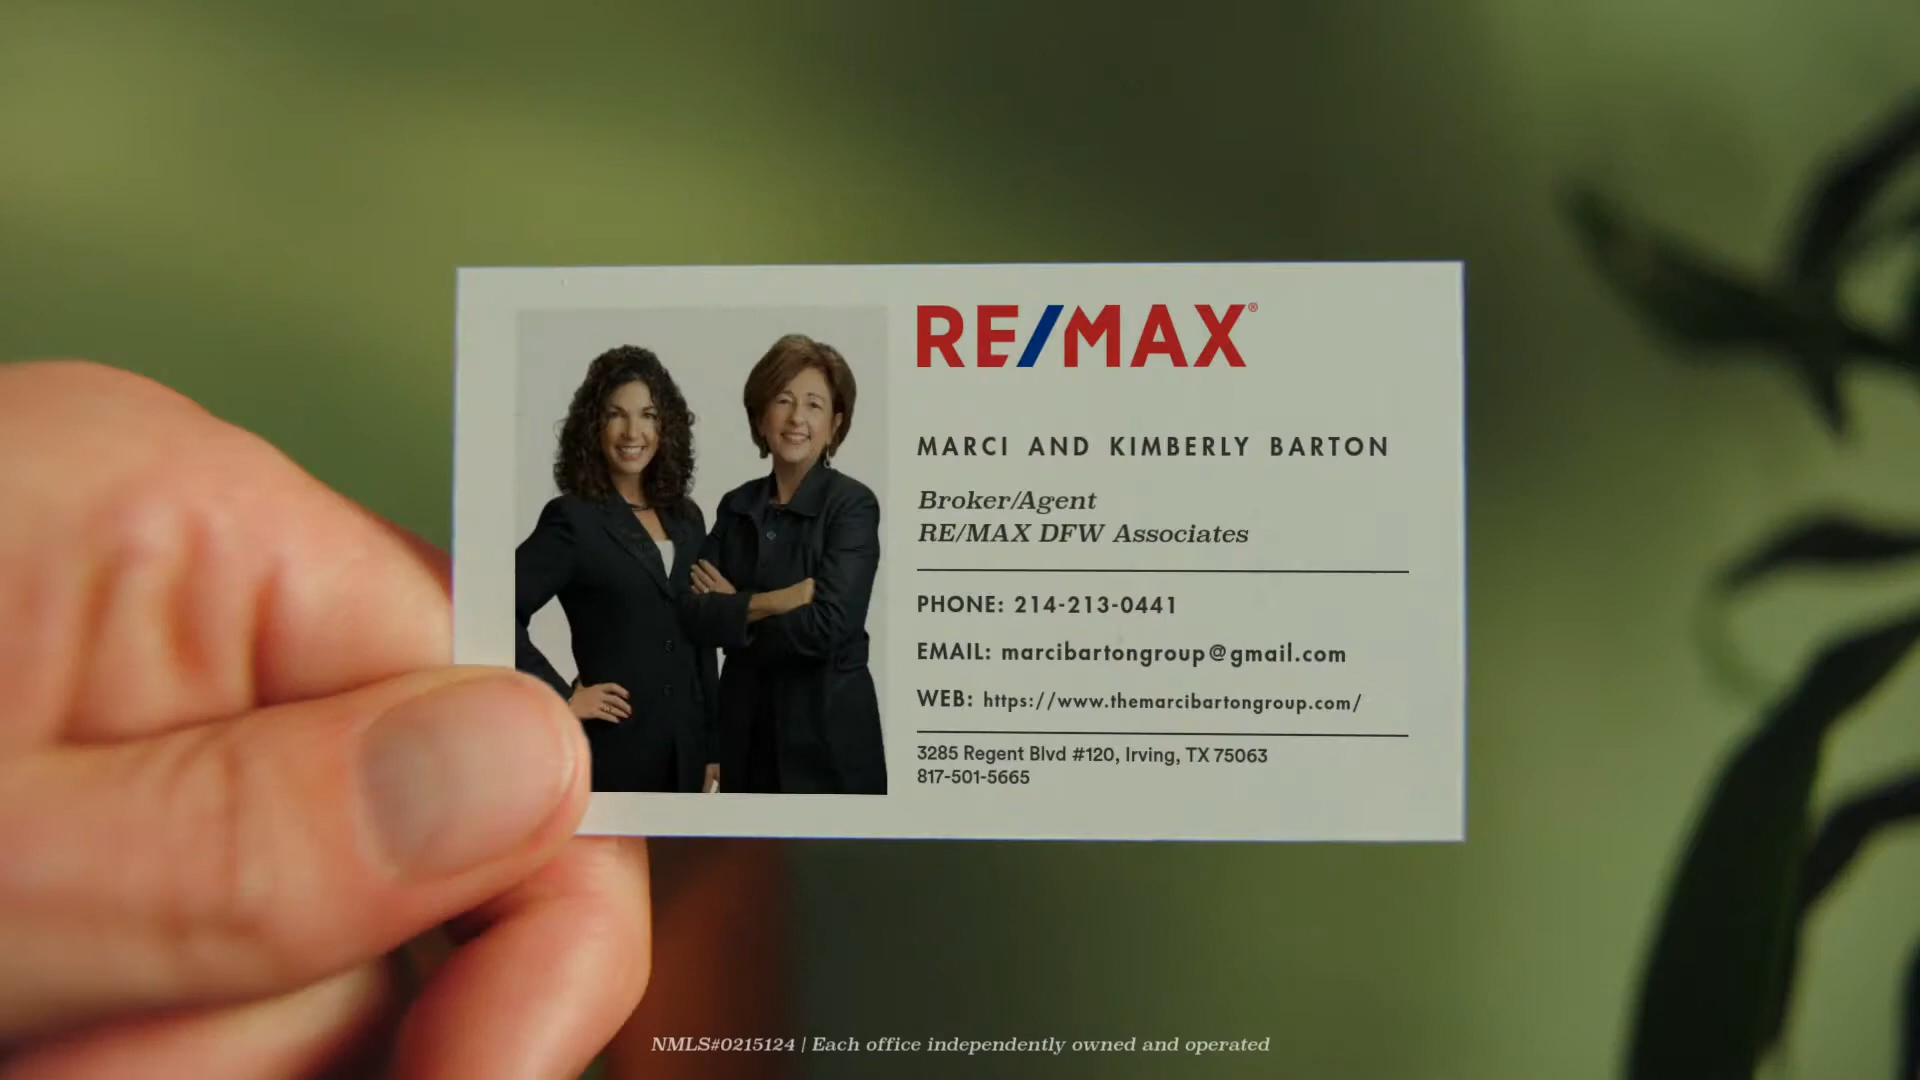 RE/MAX®
MARCI AND KIMBERLY BARTON
Broker/Agent
RE/MAX DFW Associates
PHONE: 214-213-0441
EMAIL: marcibartongroup@gmail.com
WEB: https://www.themarcibartongroup.com/
3285 Regent Blvd #120, Irving, TX 75063
817-501-5665
NMLS#0215124 | Each office independently owned and operated